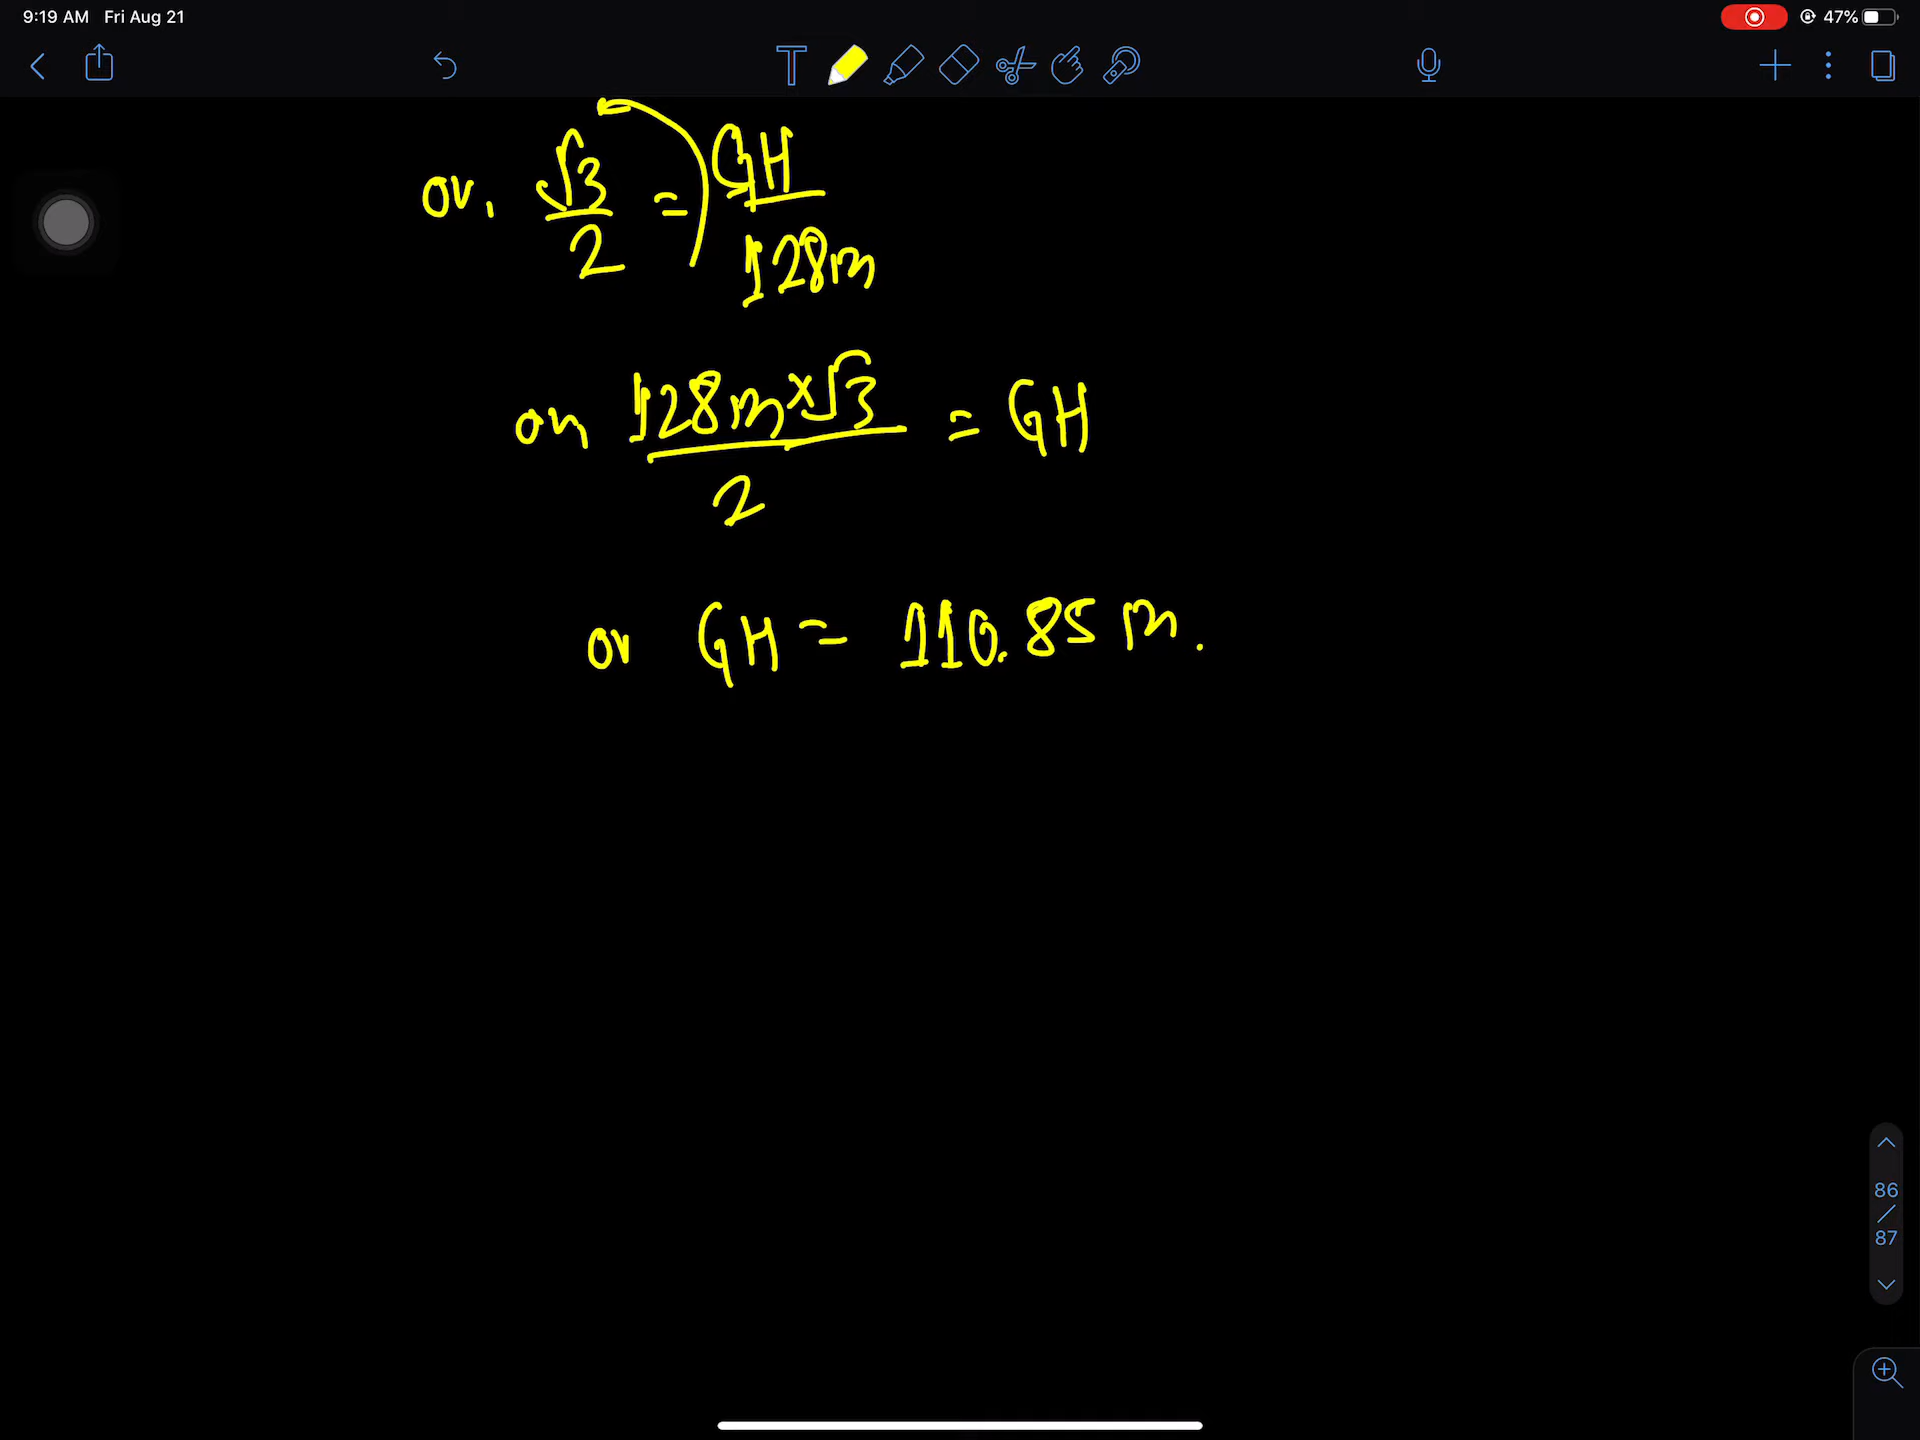 9:19 AM Fri Aug 21
47%
or, √3/2 = GH/128m
or 128m×√3/2 = GH
or GH = 110.85 m.
86
/
87